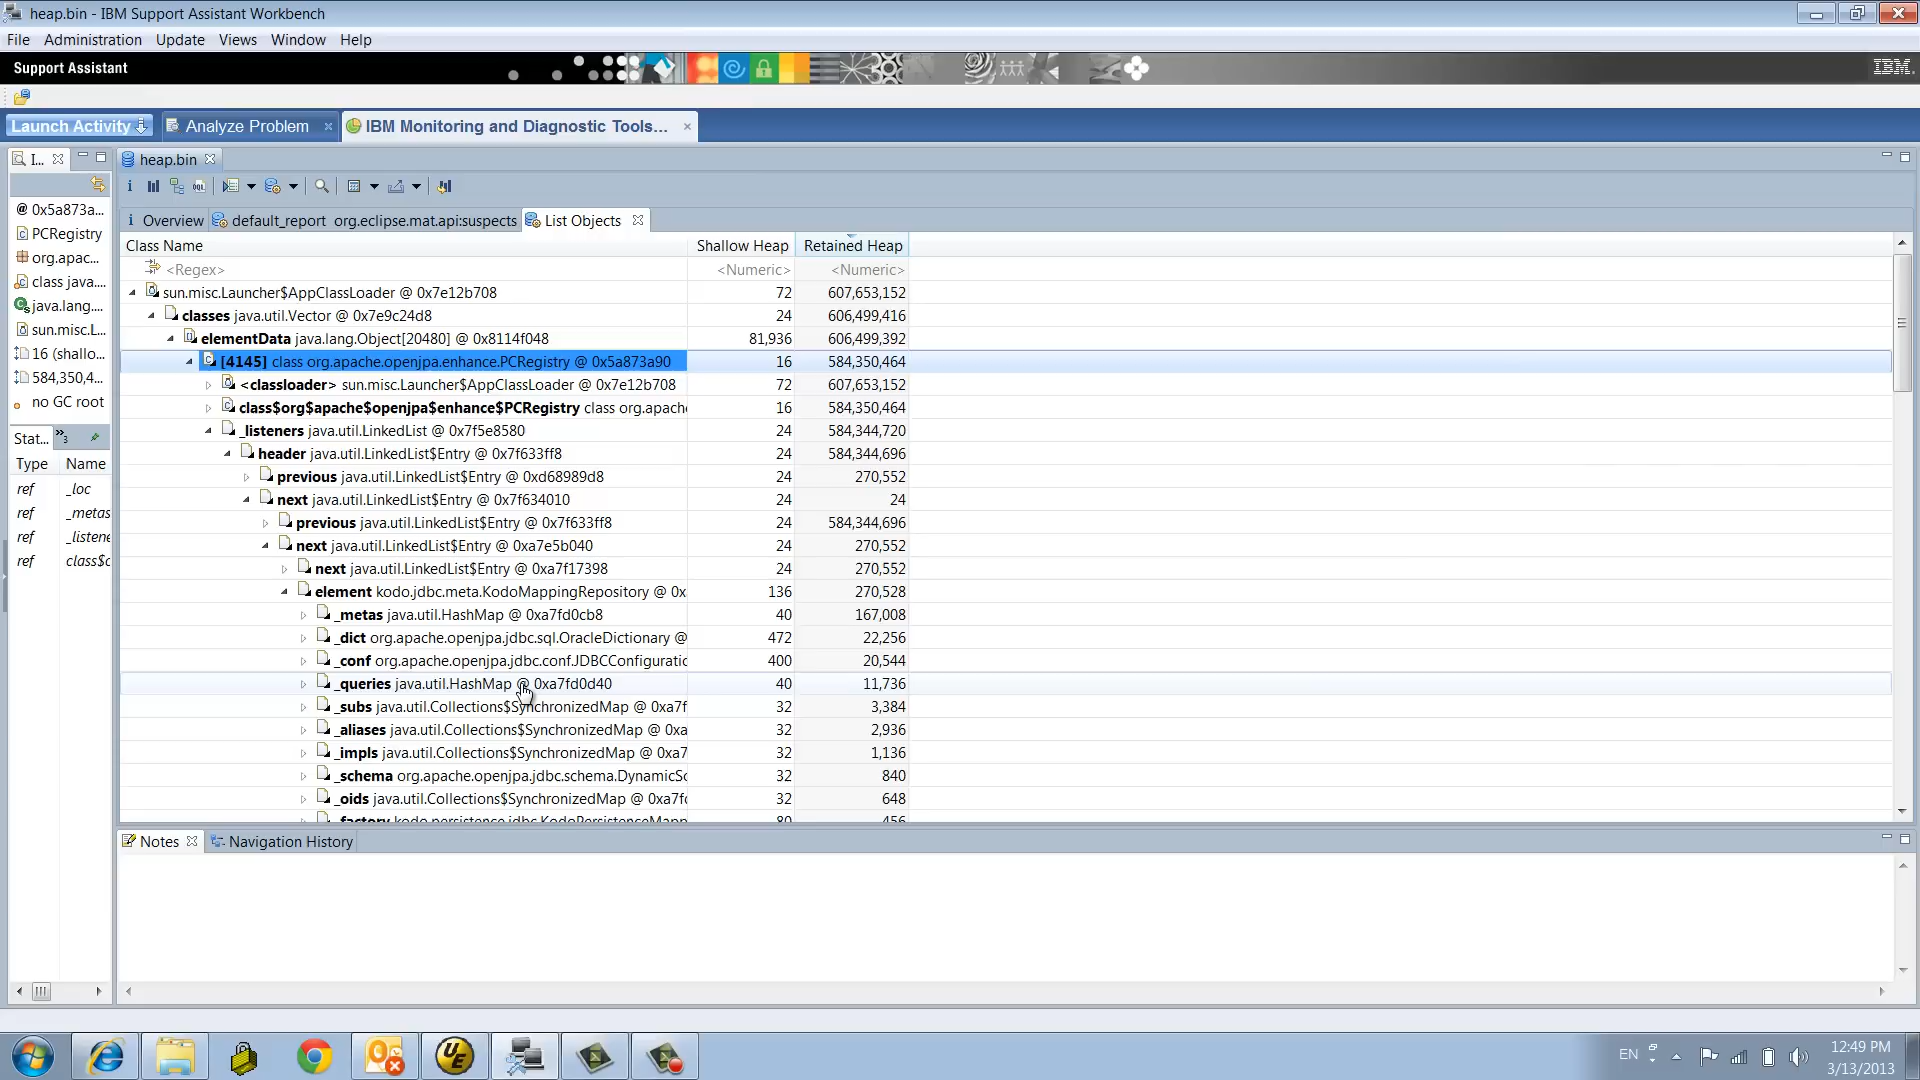 heap.bin - IBM Support Assistant Workbench
File Administration Update Views Window Help
Support Assistant
IBM.
Launch Activity
Analyze Problem
IBM Monitoring and Diagnostic Tools...
I...
heap.bin
@ 0x5a873a...
PCRegistry
org.apac...
class java....
java.lang....
sun.misc.L...
16 (shallo...
584,350,4...
no GC root
Stat...
»3
Type Name
ref _loc
ref _metas
ref _listene
ref class$c
i Overview default_report org.eclipse.mat.api:suspects List Objects
Class Name Shallow Heap Retained Heap
<Regex> <Numeric> <Numeric>
sun.misc.Launcher$AppClassLoader @ 0x7e12b708 72 607,653,152
classes java.util.Vector @ 0x7e9c24d8 24 606,499,416
elementData java.lang.Object[20480] @ 0x8114f048 81,936 606,499,392
[4145] class org.apache.openjpa.enhance.PCRegistry @ 0x5a873a90 16 584,350,464
<classloader> sun.misc.Launcher$AppClassLoader @ 0x7e12b708 72 607,653,152
class$org$apache$openjpa$enhance$PCRegistry class org.apache 16 584,350,464
_listeners java.util.LinkedList @ 0x7f5e8580 24 584,344,720
header java.util.LinkedList$Entry @ 0x7f633ff8 24 584,344,696
previous java.util.LinkedList$Entry @ 0xd68989d8 24 270,552
next java.util.LinkedList$Entry @ 0x7f634010 24 24
previous java.util.LinkedList$Entry @ 0x7f633ff8 24 584,344,696
next java.util.LinkedList$Entry @ 0xa7e5b040 24 270,552
next java.util.LinkedList$Entry @ 0xa7f17398 24 270,552
element kodo.jdbc.meta.KodoMappingRepository @ 0x 136 270,528
_metas java.util.HashMap @ 0xa7fd0cb8 40 167,008
_dict org.apache.openjpa.jdbc.sql.OracleDictionary @ 472 22,256
_conf org.apache.openjpa.jdbc.conf.JDBCConfiguratic 400 20,544
_queries java.util.HashMap @ 0xa7fd0d40 40 11,736
_subs java.util.Collections$SynchronizedMap @ 0xa7f 32 3,384
_aliases java.util.Collections$SynchronizedMap @ 0xa 32 2,936
_impls java.util.Collections$SynchronizedMap @ 0xa7 32 1,136
_schema org.apache.openjpa.jdbc.schema.DynamicSc 32 840
_oids java.util.Collections$SynchronizedMap @ 0xa7f 32 648
_factory kodo.persistence.jdbc.KodoPersistenceMapp 80 456
Notes Navigation History
EN
12:49 PM
3/13/2013